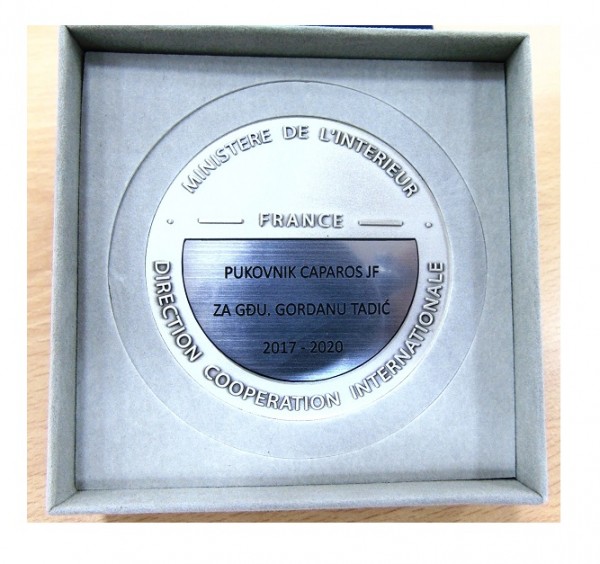 MINISTERE DE L'INTERIEUR
FRANCE
PUKOVNIK CAPAROS JF
ZA GĐU. GORDANU TADIĆ
2017 - 2020
DIRECTION COOPERATION INTERNATIONALE